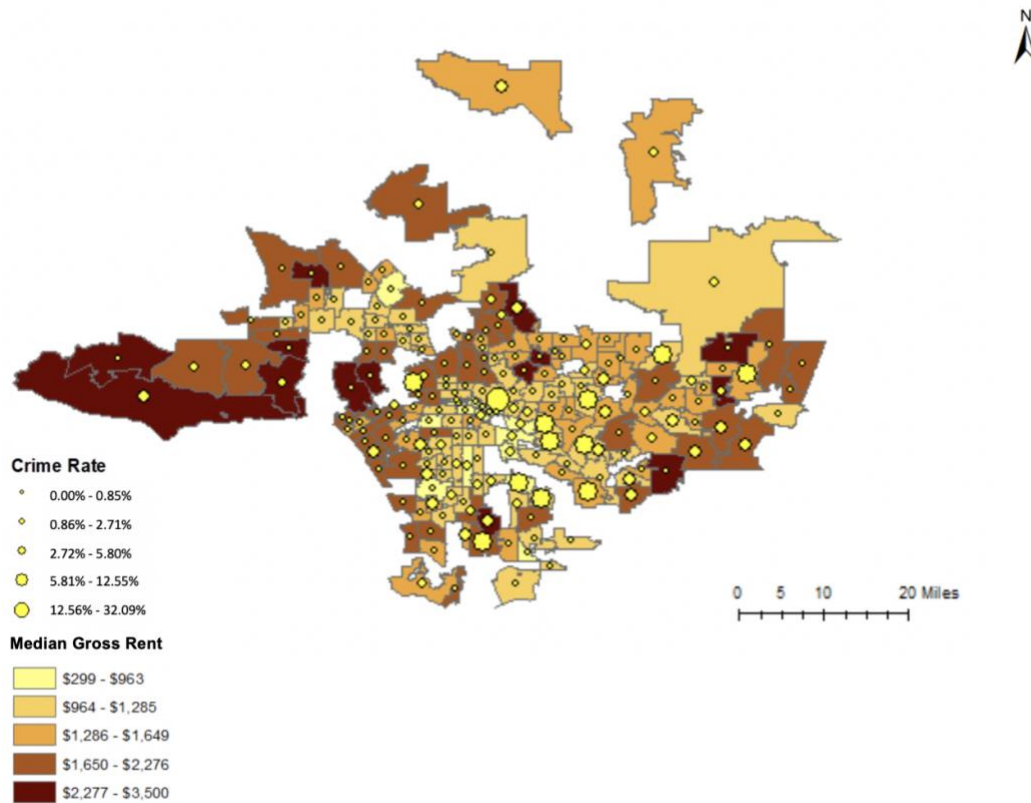 N
Crime Rate
0.00% - 0.85%
0.86% - 2.71%
2.72% - 5.80%
5.81% - 12.55%
12.56% - 32.09%
0 5 10 20 Miles
Median Gross Rent
$299 - $963
$964 - $1,285
$1,286 - $1,649
$1,650 - $2,276
$2,277 - $3,500